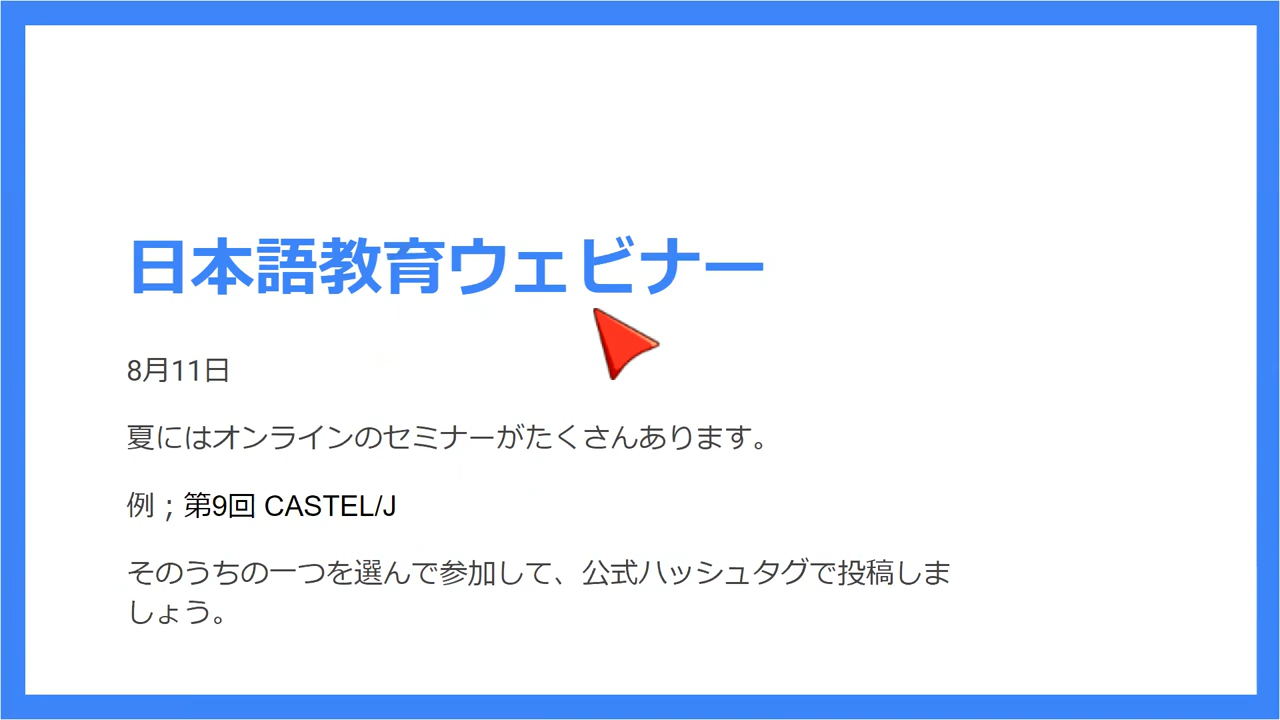 日本語教育ウェビナー
8月11日
夏にはオンラインのセミナーがたくさんあります。
例；第9回 CASTEL/J
そのうちの一つを選んで参加して、公式ハッシュタグで投稿しま
しょう。